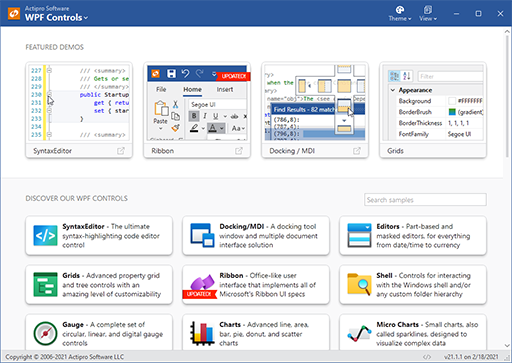 Actipro Software
WPF Controls
Theme
View
FEATURED DEMOS
227
228
229
230
231
232
233
234
/// <summary>
/// Gets or se
/// </summary>
public Startup
get { retu
set { star
}
/// <summary>
SyntaxEditor
UPDATED!
File
Home
Insert
Paste
Segoe UI
B
I
U
Ribbon
when the
name="obj">The <see
Find Results - 82 match
(786,8):
(787,4):
(796,8):
Docking / MDI
Filter
Appearance
Background
#FFFFFF
BorderBrush
(gradient)
BorderThickness
1, 1, 1, 1
FontFamily
Segoe UI
Grids
DISCOVER OUR WPF CONTROLS
Search samples
SyntaxEditor - The ultimate
syntax-highlighting code editor
control
Docking/MDI - A docking tool
window and multiple document
interface solution
Editors - Part-based and
masked editors, for everything
from date/time to currency
Grids - Advanced property grid
and tree controls with an
amazing level of customizability
UPDATED!
Ribbon - Office-like user
interface that implements all of
Microsoft's Ribbon UI specs
Shell - Controls for interacting
with the Windows shell and/or
any custom folder hierarchy
Gauge - A complete set of
circular, linear, and digital gauge
controls
Charts - Advanced line, area,
bar, pie, donut, and scatter
charts
Micro Charts - Small charts, also
called sparklines, designed to
visualize complex data
Copyright © 2006-2021 Actipro Software LLC
v21.1.1 on 2/18/2021